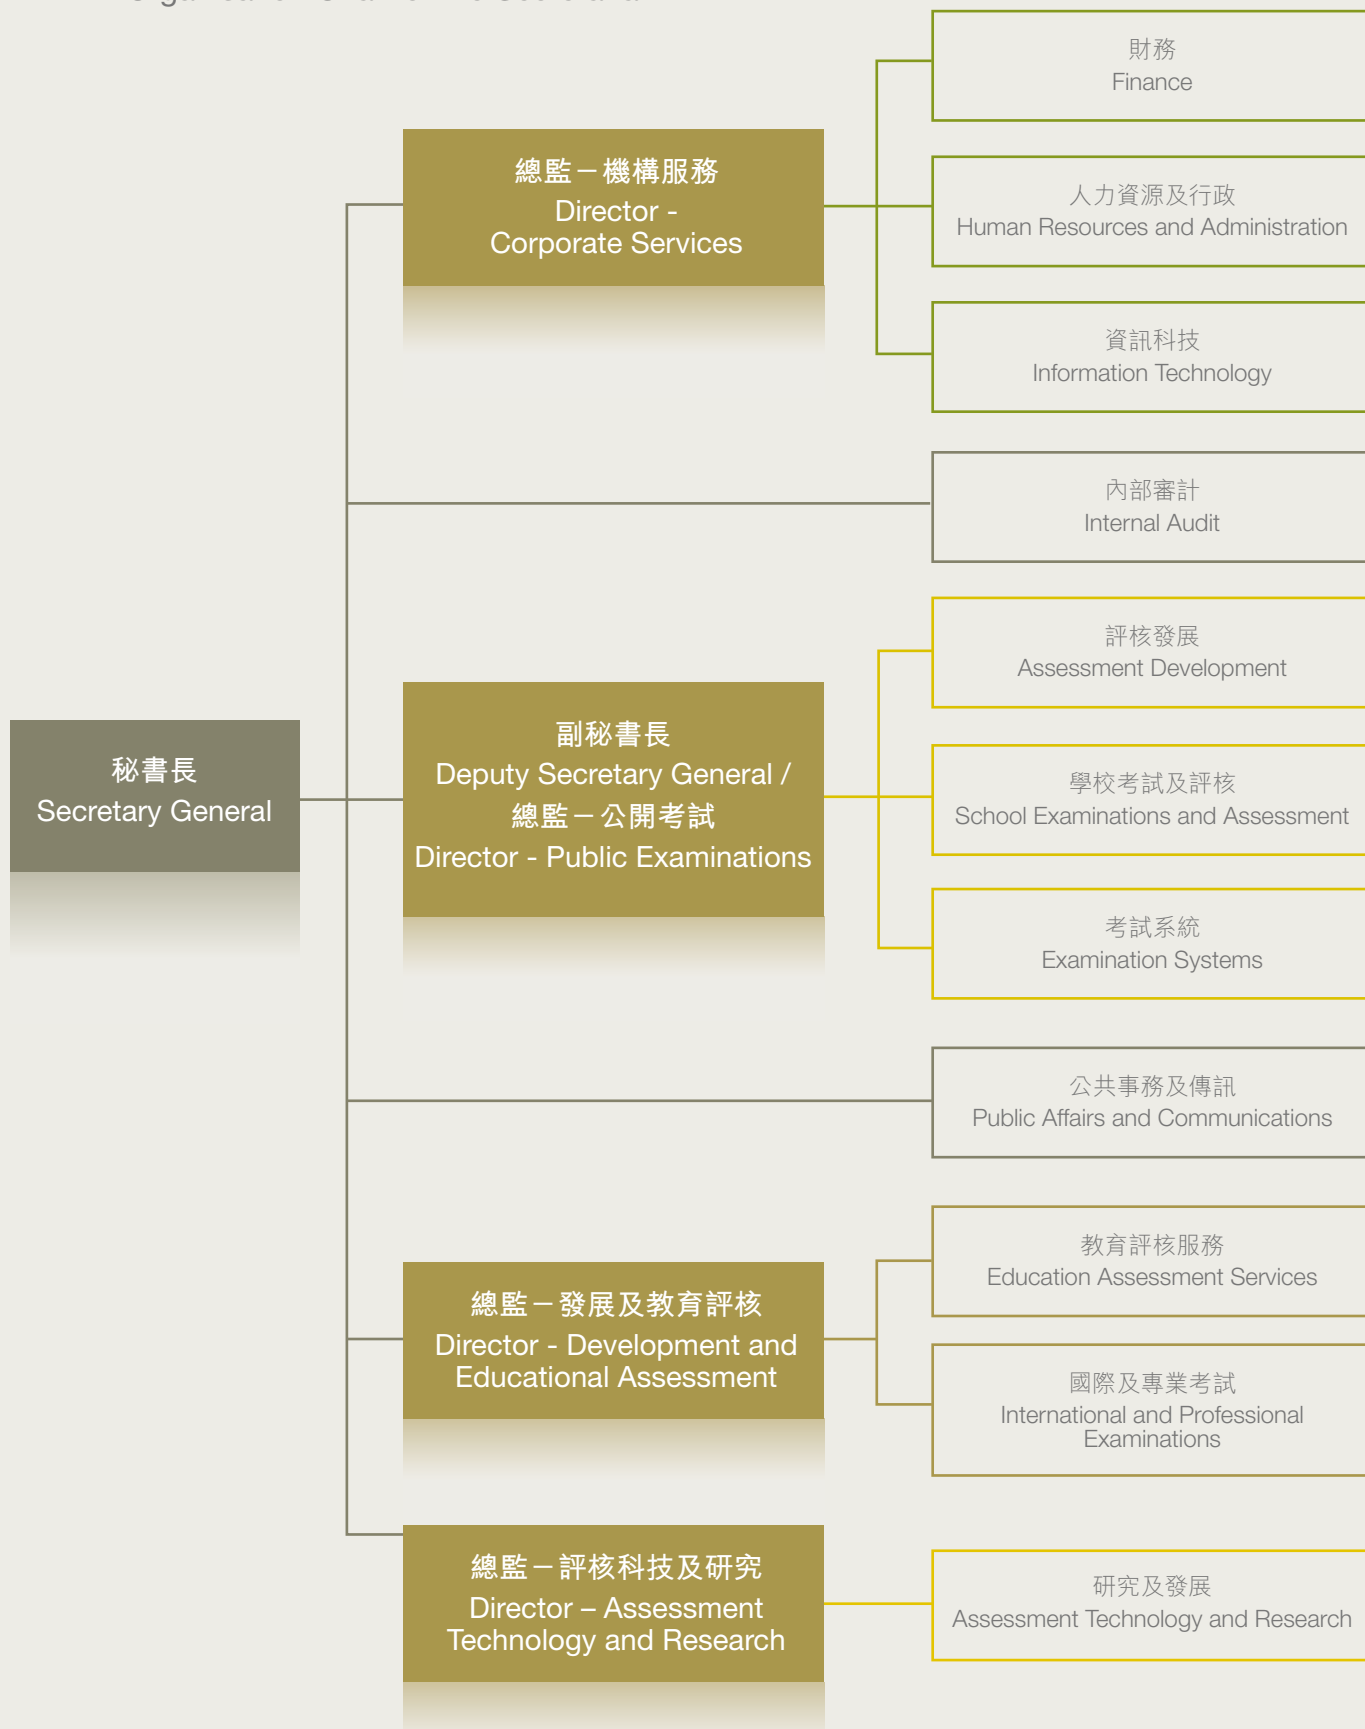 財務
Finance
總監－機構服務
Director -
Corporate Services
人力資源及行政
Human Resources and Administration
資訊科技
Information Technology
內部審計
Internal Audit
評核發展
Assessment Development
秘書長
Secretary General
副秘書長
Deputy Secretary General /
總監－公開考試
Director - Public Examinations
學校考試及評核
School Examinations and Assessment
考試系統
Examination Systems
公共事務及傳訊
Public Affairs and Communications
總監－發展及教育評核
Director - Development and
Educational Assessment
教育評核服務
Education Assessment Services
國際及專業考試
International and Professional
Examinations
總監－評核科技及研究
Director – Assessment
Technology and Research
研究及發展
Assessment Technology and Research